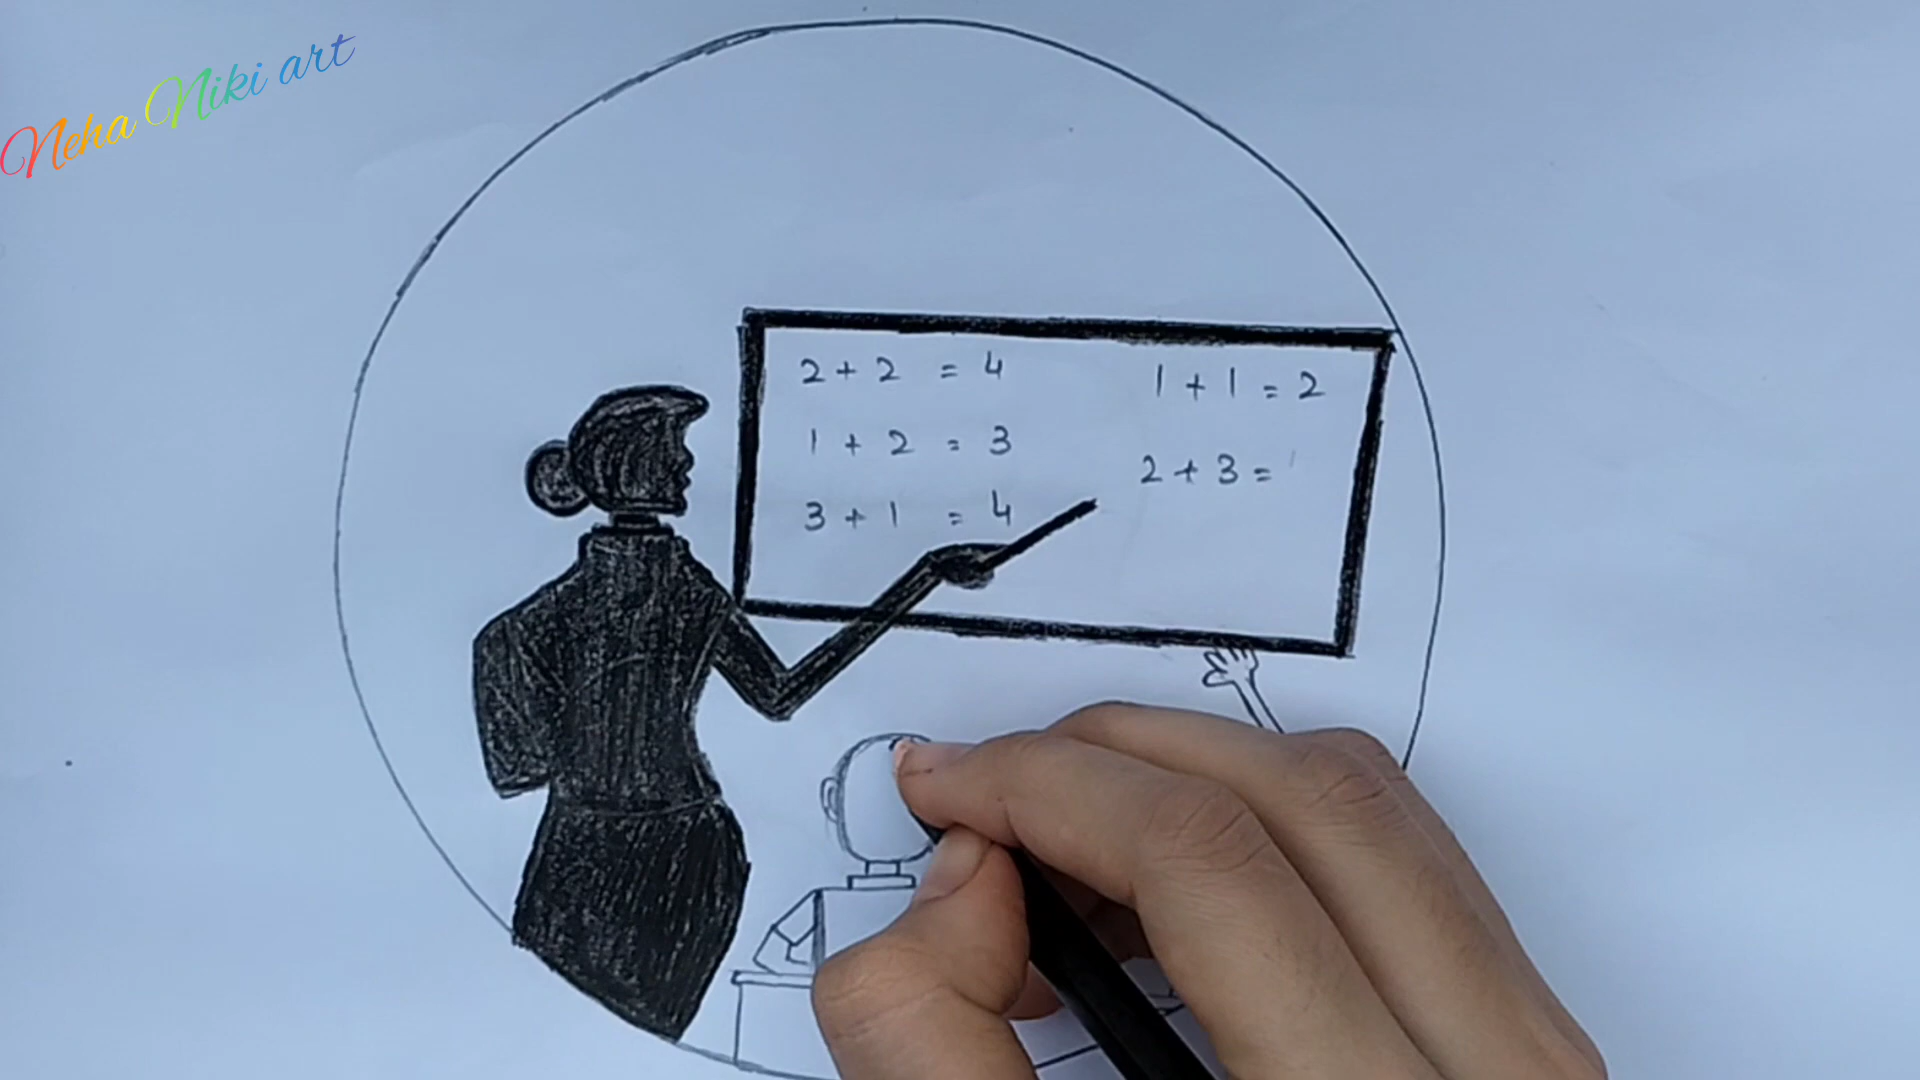 Neha Niki art
2 + 2 = 4
1 + 2 = 3
3 + 1 = 4
1 + 1 = 2
2 + 3 =